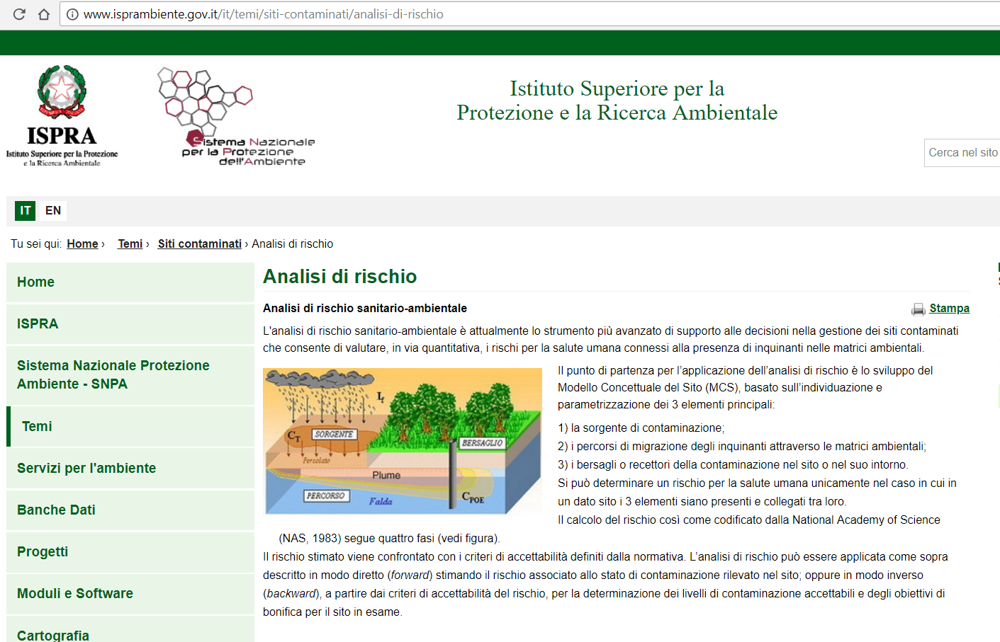 www.isprambiente.gov.it/it/temi/siti-contaminati/analisi-di-rischio
ISPRA
Istituto Superiore per la Protezione
e la Ricerca Ambientale
Sistema Nazionale
per la Protezione
dell'Ambiente
Istituto Superiore per la
Protezione e la Ricerca Ambientale
Cerca nel sito
IT EN
Tu sei qui: Home › Temi › Siti contaminati › Analisi di rischio
Home
ISPRA
Sistema Nazionale Protezione
Ambiente - SNPA
Temi
Servizi per l'ambiente
Banche Dati
Progetti
Moduli e Software
Cartografia
Analisi di rischio
Analisi di rischio sanitario-ambientale
Stampa
L'analisi di rischio sanitario-ambientale è attualmente lo strumento più avanzato di supporto alle decisioni nella gestione dei siti contaminati
che consente di valutare, in via quantitativa, i rischi per la salute umana connessi alla presenza di inquinanti nelle matrici ambientali.
If
CT SORGENTE
BERSAGLIO
Percolato
Plume
PERCORSO
Falda
CPOE
Il punto di partenza per l’applicazione dell’analisi di rischio è lo sviluppo del
Modello Concettuale del Sito (MCS), basato sull’individuazione e
parametrizzazione dei 3 elementi principali:
1) la sorgente di contaminazione;
2) i percorsi di migrazione degli inquinanti attraverso le matrici ambientali;
3) i bersagli o recettori della contaminazione nel sito o nel suo intorno.
Si può determinare un rischio per la salute umana unicamente nel caso in cui in
un dato sito i 3 elementi siano presenti e collegati tra loro.
Il calcolo del rischio così come codificato dalla National Academy of Science
(NAS, 1983) segue quattro fasi (vedi figura).
Il rischio stimato viene confrontato con i criteri di accettabilità definiti dalla normativa. L’analisi di rischio può essere applicata come sopra
descritto in modo diretto (forward) stimando il rischio associato allo stato di contaminazione rilevato nel sito; oppure in modo inverso
(backward), a partire dai criteri di accettabilità del rischio, per la determinazione dei livelli di contaminazione accettabili e degli obiettivi di
bonifica per il sito in esame.